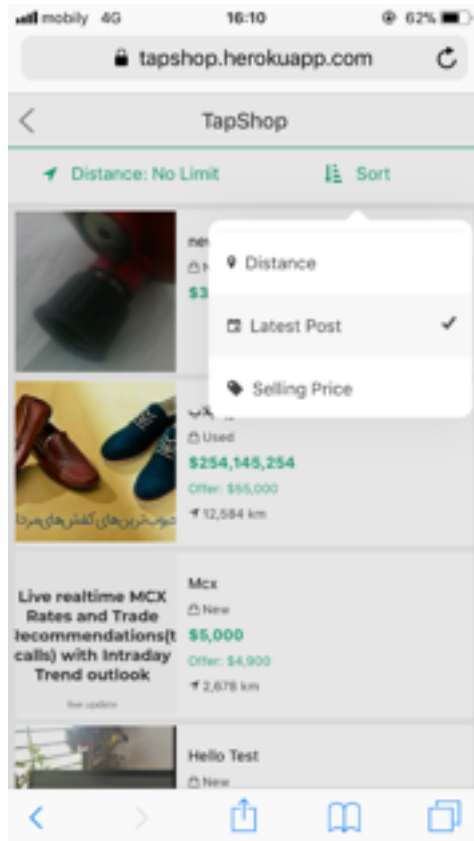 mobily 4G 16:10 62%
tapshop.herokuapp.com
TapShop
Distance: No Limit Sort
Distance
Latest Post
Selling Price
Used
$254,145,254
Offer: $55,000
12,584 km
Live realtime MCX
Rates and Trade
Recommendations(t
calls) with Intraday
Trend outlook
live update
Mcx
New
$5,000
Offer: $4,900
2,678 km
Hello Test
New